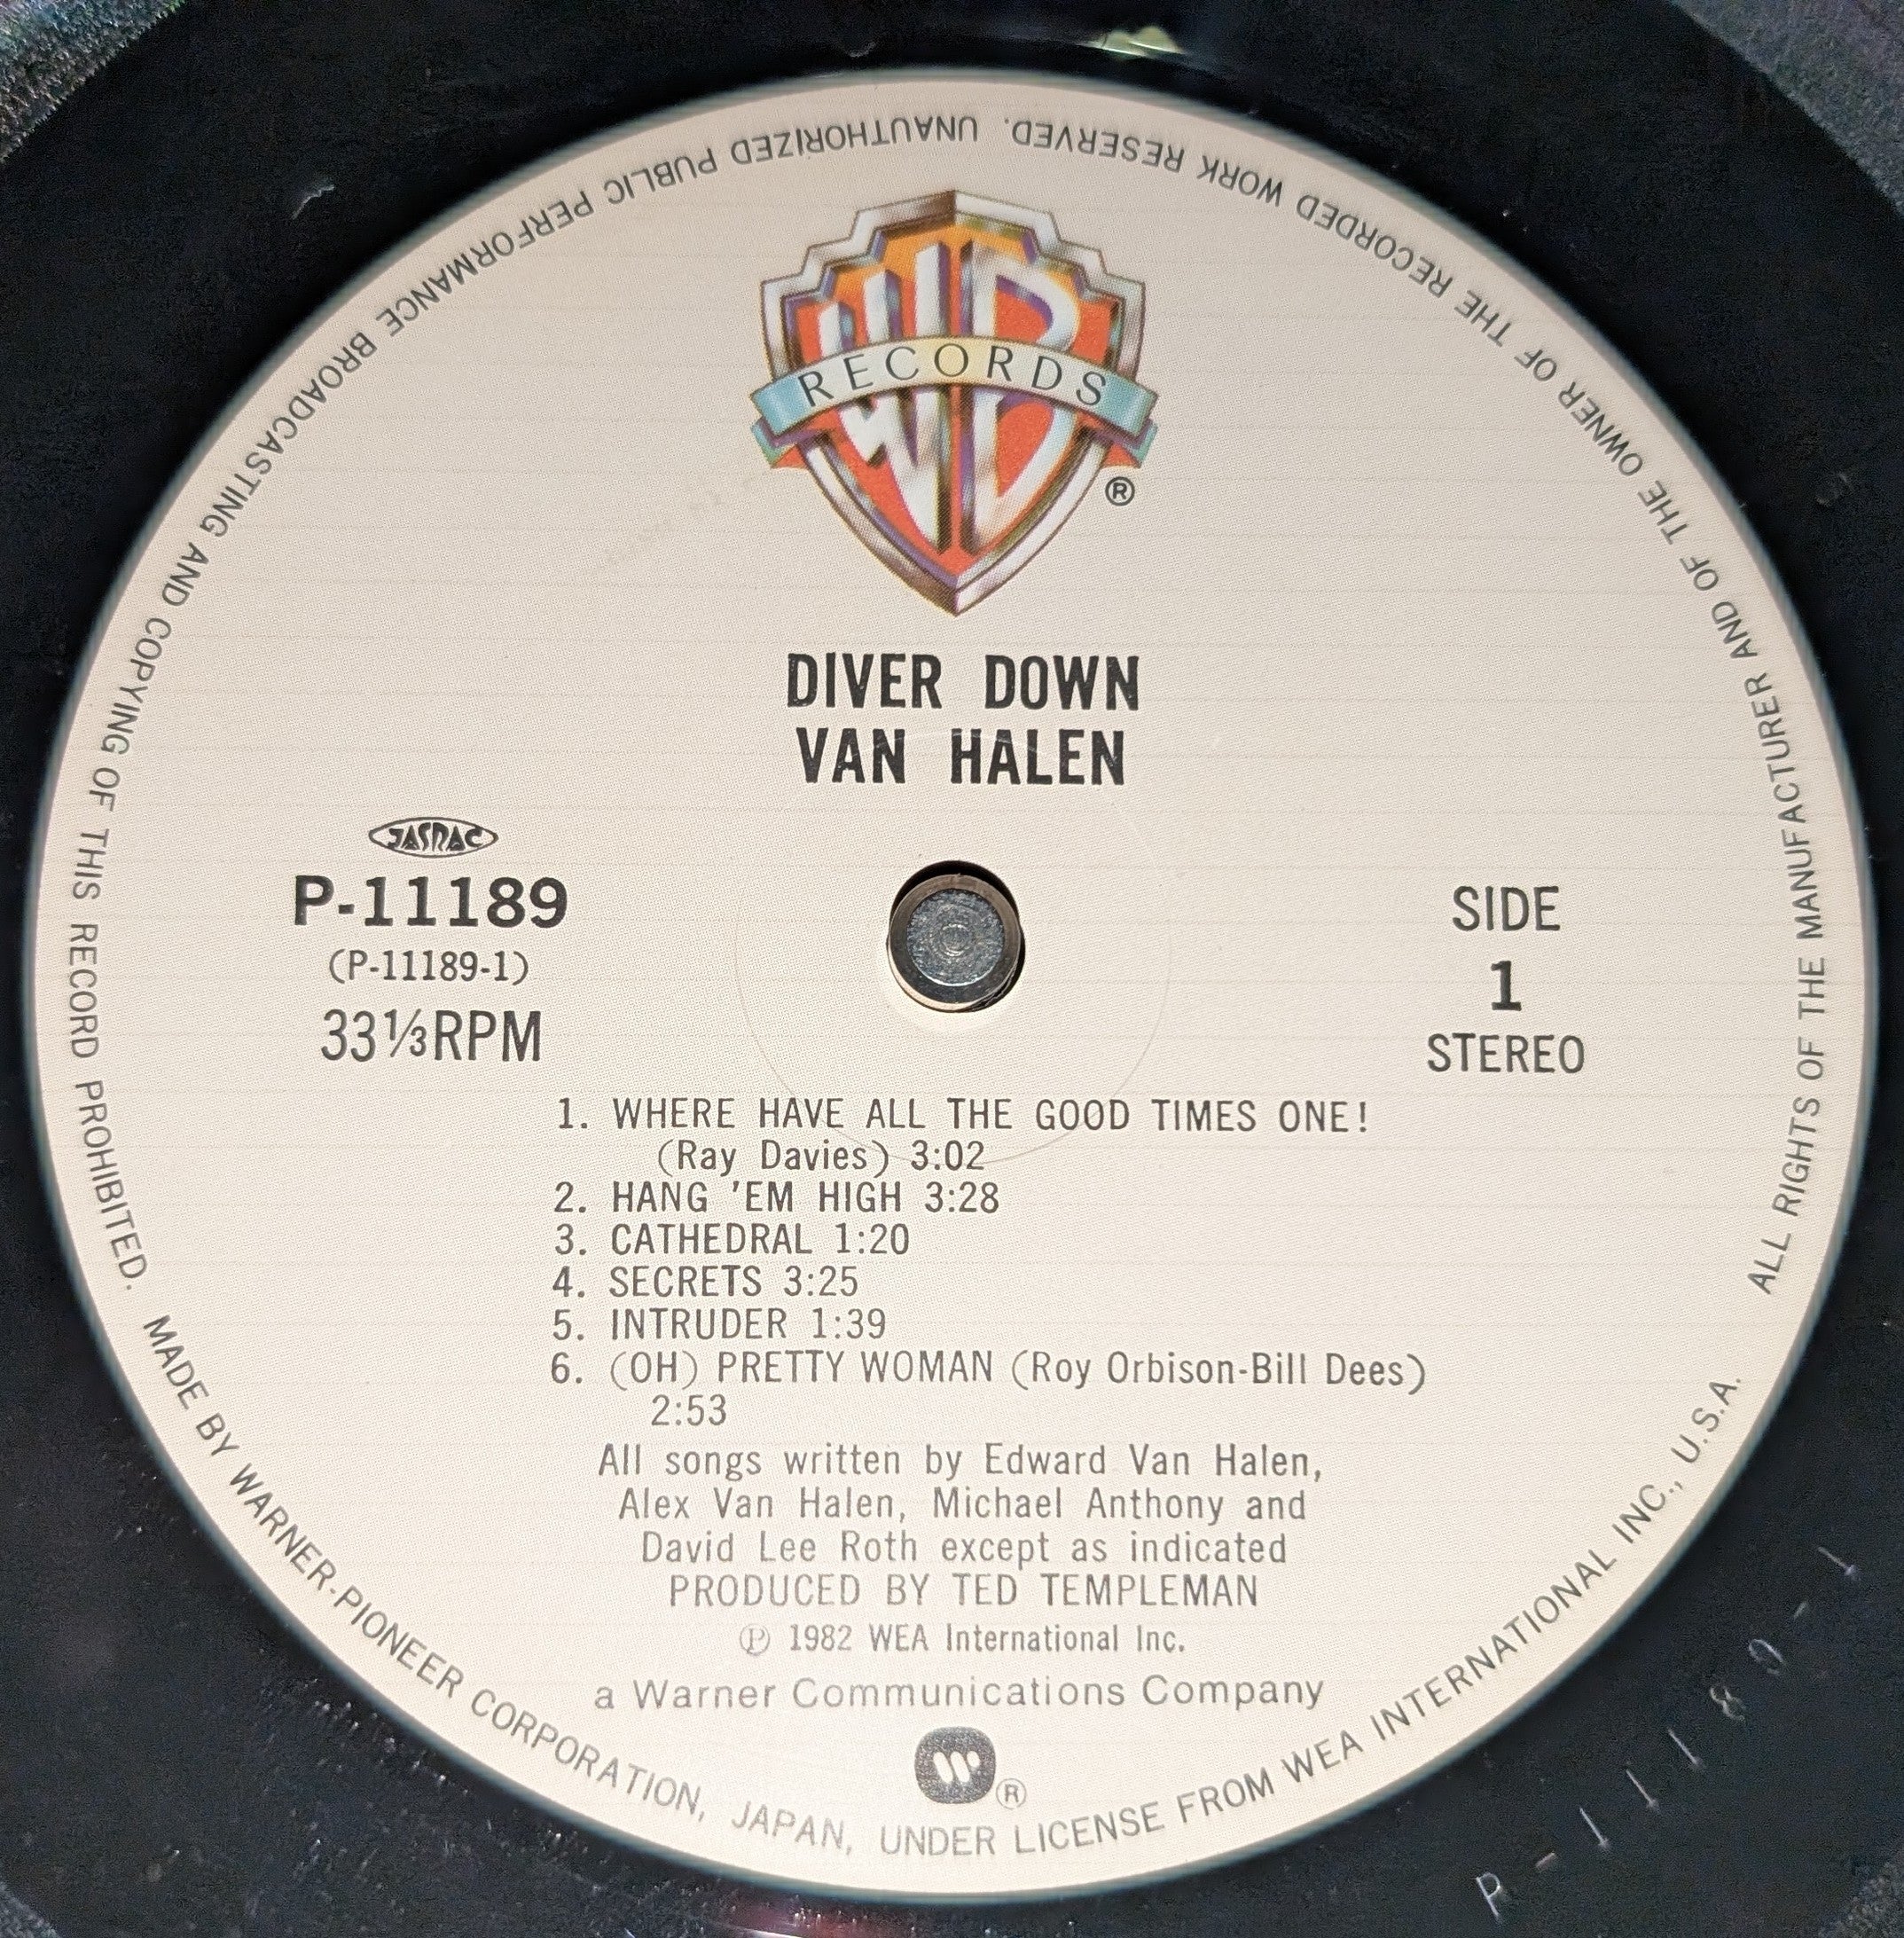 RECORDS
®
DIVER DOWN
VAN HALEN
JASRAC
P-11189
(P-11189-1)
33⅓RPM
SIDE
1
STEREO
1. WHERE HAVE ALL THE GOOD TIMES ONE!
(Ray Davies) 3:02
2. HANG 'EM HIGH 3:28
3. CATHEDRAL 1:20
4. SECRETS 3:25
5. INTRUDER 1:39
6. (OH) PRETTY WOMAN (Roy Orbison-Bill Dees)
2:53
All songs written by Edward Van Halen,
Alex Van Halen, Michael Anthony and
David Lee Roth except as indicated
PRODUCED BY TED TEMPLEMAN
Ⓟ 1982 WEA International Inc.
a Warner Communications Company
W®
ALL RIGHTS OF THE MANUFACTURER AND OF THE OWNER OF THE RECORDED WORK RESERVED. UNAUTHORIZED PUBLIC PERFORMANCE BROADCASTING AND COPYING OF THIS RECORD PROHIBITED.
MADE BY WARNER-PIONEER CORPORATION, JAPAN, UNDER LICENSE FROM WEA INTERNATIONAL INC., U.S.A.